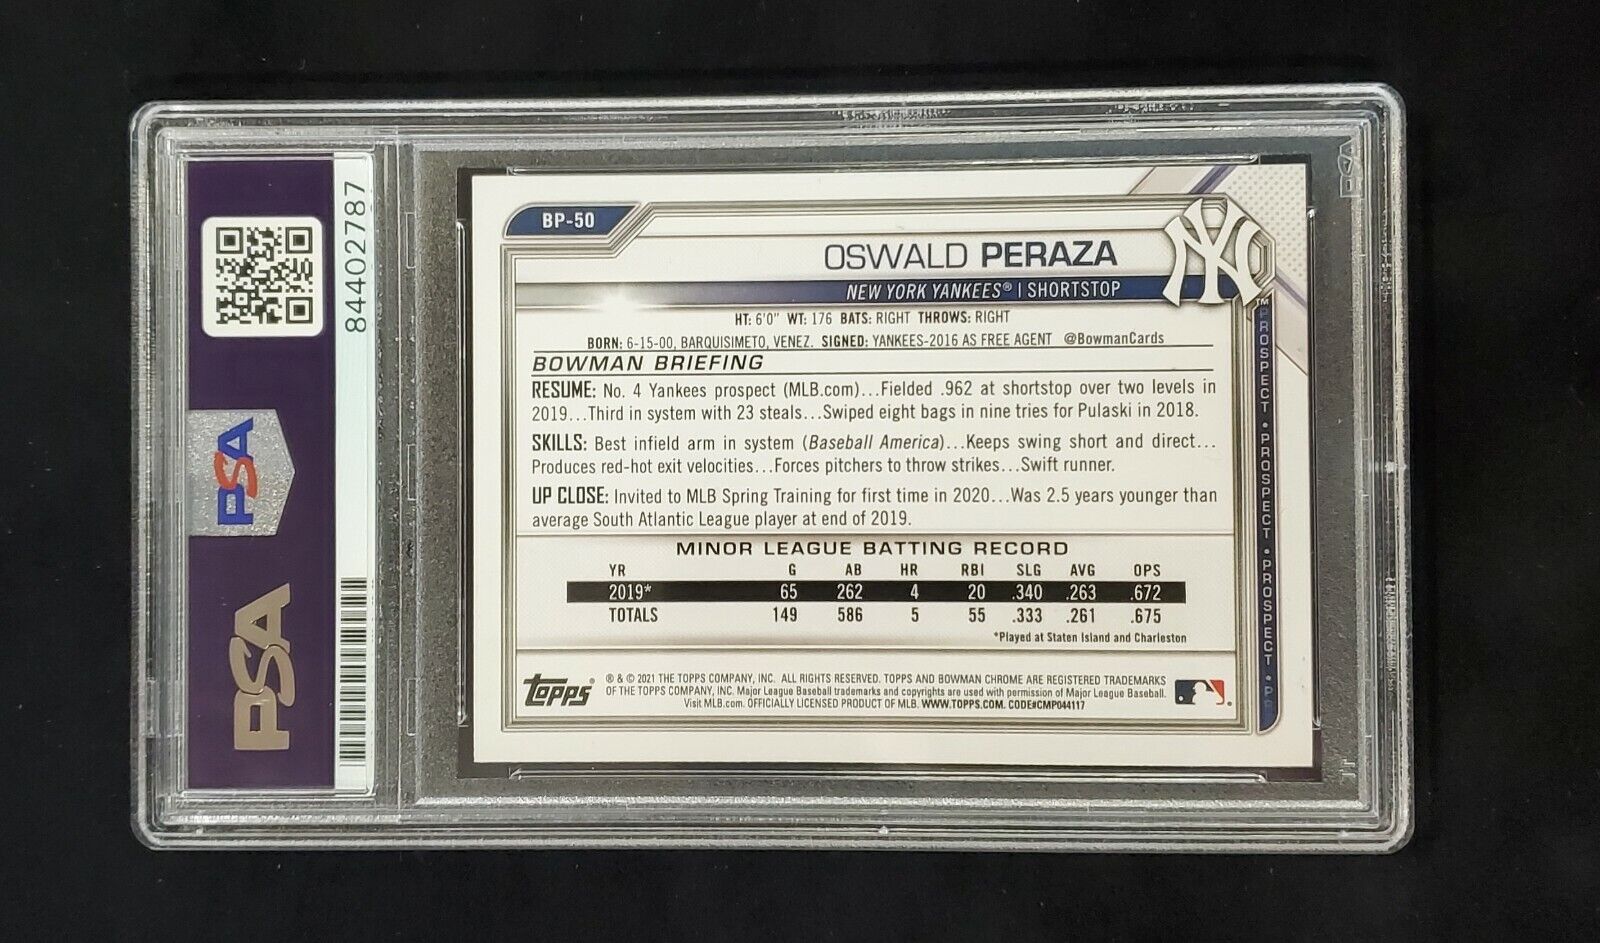 84402787
PSA
PSA
BP-50
OSWALD PERAZA
NEW YORK YANKEES® | SHORTSTOP
HT: 6'0" WT: 176 BATS: RIGHT THROWS: RIGHT
BORN: 6-15-00, BARQUISIMETO, VENEZ. SIGNED: YANKEES-2016 AS FREE AGENT @BowmanCards
BOWMAN BRIEFING
RESUME: No. 4 Yankees prospect (MLB.com)...Fielded .962 at shortstop over two levels in
2019...Third in system with 23 steals...Swiped eight bags in nine tries for Pulaski in 2018.
SKILLS: Best infield arm in system (Baseball America)...Keeps swing short and direct...
Produces red-hot exit velocities...Forces pitchers to throw strikes...Swift runner.
UP CLOSE: Invited to MLB Spring Training for first time in 2020...Was 2.5 years younger than
average South Atlantic League player at end of 2019.
MINOR LEAGUE BATTING RECORD
YR G AB HR RBI SLG AVG OPS
2019* 65 262 4 20 .340 .263 .672
TOTALS 149 586 5 55 .333 .261 .675
*Played at Staten Island and Charleston
topps
® & © 2021 THE TOPPS COMPANY, INC. ALL RIGHTS RESERVED. TOPPS AND BOWMAN CHROME ARE REGISTERED TRADEMARKS
OF THE TOPPS COMPANY, INC. Major League Baseball trademarks and copyrights are used with permission of Major League Baseball.
Visit MLB.com. OFFICIALLY LICENSED PRODUCT OF MLB. WWW.TOPPS.COM. CODE#CMP044117
NY
TM
PROSPECT • PROSPECT • PROSPECT • PR
PSA